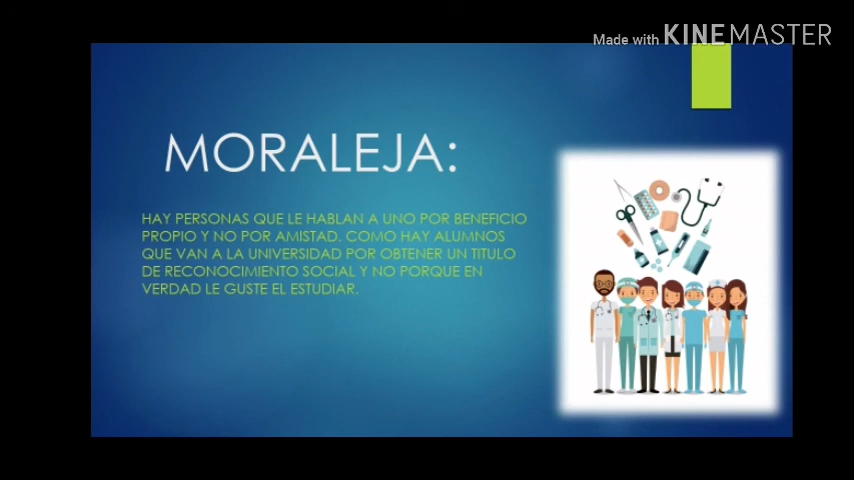 Made with KINEMASTER
MORALEJA:
HAY PERSONAS QUE LE HABLAN A UNO POR BENEFICIO
PROPIO Y NO POR AMISTAD. COMO HAY ALUMNOS
QUE VAN A LA UNIVERSIDAD POR OBTENER UN TITULO
DE RECONOCIMIENTO SOCIAL Y NO PORQUE EN
VERDAD LE GUSTE EL ESTUDIAR.